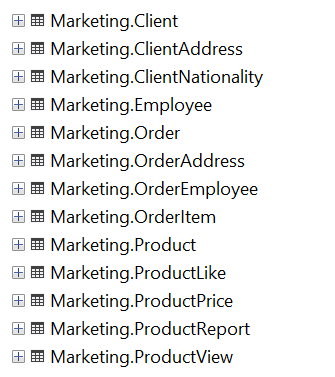 Marketing.Client
Marketing.ClientAddress
Marketing.ClientNationality
Marketing.Employee
Marketing.Order
Marketing.OrderAddress
Marketing.OrderEmployee
Marketing.OrderItem
Marketing.Product
Marketing.ProductLike
Marketing.ProductPrice
Marketing.ProductReport
Marketing.ProductView